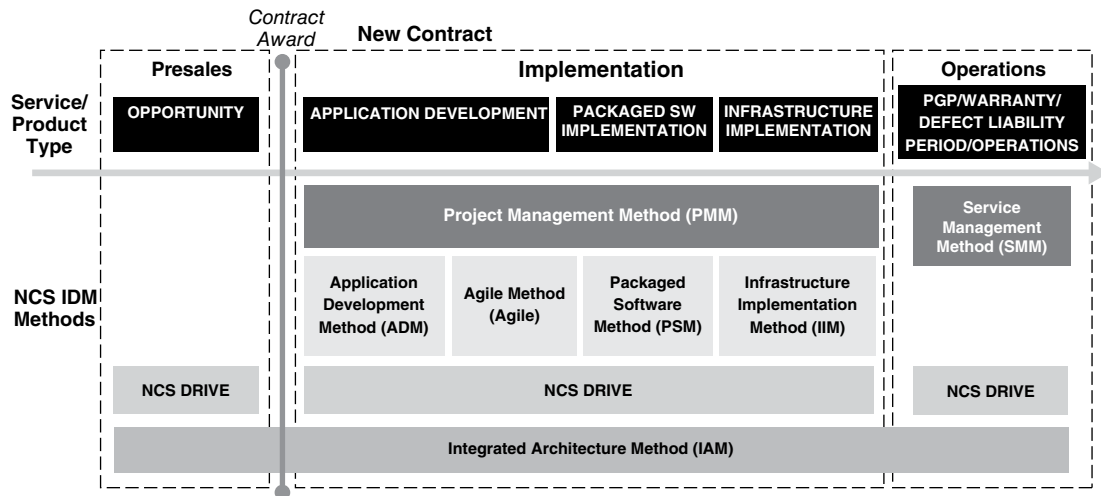 Contract
Award
New Contract
Presales
Implementation
Operations
Service/
Product
Type
OPPORTUNITY
APPLICATION DEVELOPMENT
PACKAGED SW
IMPLEMENTATION
INFRASTRUCTURE
IMPLEMENTATION
PGP/WARRANTY/
DEFECT LIABILITY
PERIOD/OPERATIONS
Project Management Method (PMM)
Service
Management
Method (SMM)
NCS IDM
Methods
Application
Development
Method (ADM)
Agile Method
(Agile)
Packaged
Software
Method (PSM)
Infrastructure
Implementation
Method (IIM)
NCS DRIVE
NCS DRIVE
NCS DRIVE
Integrated Architecture Method (IAM)